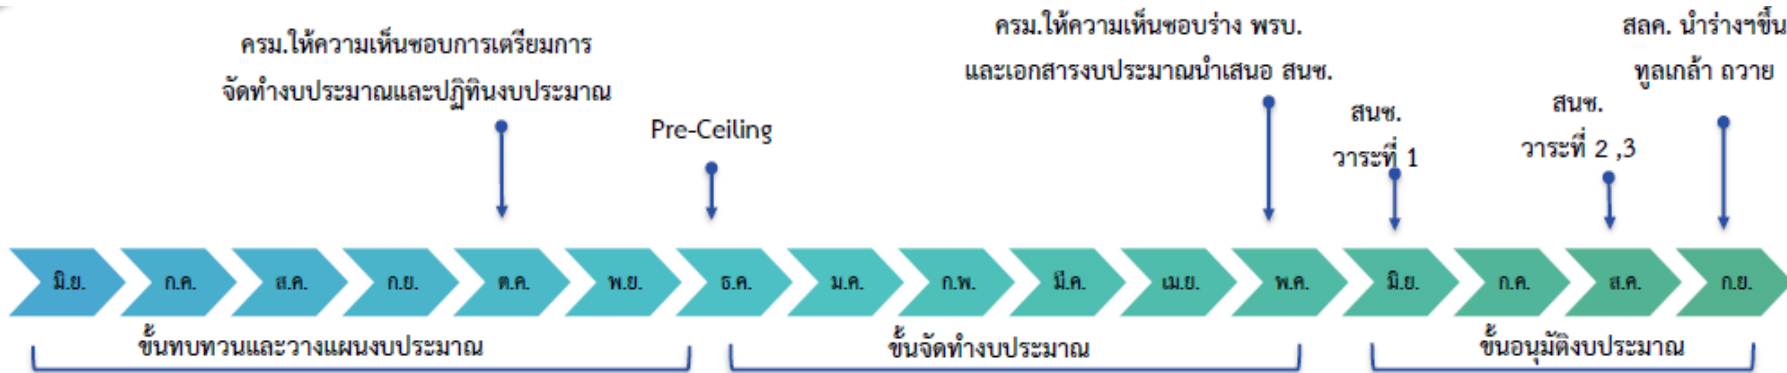 ครม.ให้ความเห็นชอบการเตรียมการ
จัดทำงบประมาณและปฏิทินงบประมาณ
Pre-Ceiling
ครม.ให้ความเห็นชอบร่าง พรบ.
และเอกสารงบประมาณนำเสนอ สนช.
สนช.
วาระที่ 1
สนช.
วาระที่ 2 ,3
สลค. นำร่างฯขึ้น
ทูลเกล้า ถวาย
มิ.ย.
ก.ค.
ส.ค.
ก.ย.
ต.ค.
พ.ย.
ธ.ค.
ม.ค.
ก.พ.
มี.ค.
เม.ย.
พ.ค.
มิ.ย.
ก.ค.
ส.ค.
ก.ย.
ขั้นทบทวนและวางแผนงบประมาณ
ขั้นจัดทำงบประมาณ
ขั้นอนุมัติงบประมาณ